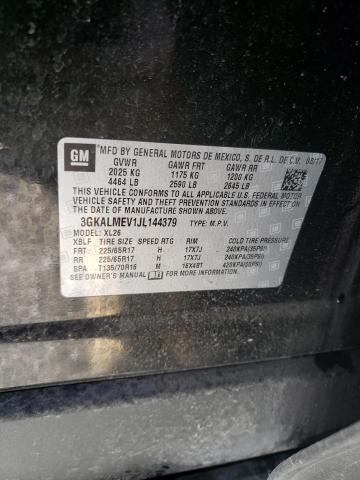 GM
MFD BY GENERAL MOTORS DE MEXICO, S. DE R.L. DE C.V. 08/17
GVWR GAWR FRT GAWR RR
2025 KG 1175 KG 1200 KG
4464 LB 2590 LB 2645 LB
THIS VEHICLE CONFORMS TO ALL APPLICABLE U.S. FEDERAL MOTOR
VEHICLE SAFETY, BUMPER, AND THEFT PREVENTION STANDARDS IN
EFFECT ON THE DATE OF MANUFACTURE SHOWN ABOVE.
3GKALMEV1JL144379 TYPE: M.P.V.
MODEL: XL26
XBLF TIRE SIZE SPEED RTG RIM COLD TIRE PRESSURE
FRT 225/65R17 H 17X7J 240KPA(35PSI)
RR 225/65R17 H 17X7J 240KPA(35PSI)
SPA T135/70R16 M 16X4BT 420KPA(60PSI)
SEE OWNER'S MANUAL FOR MORE INFORMATION.